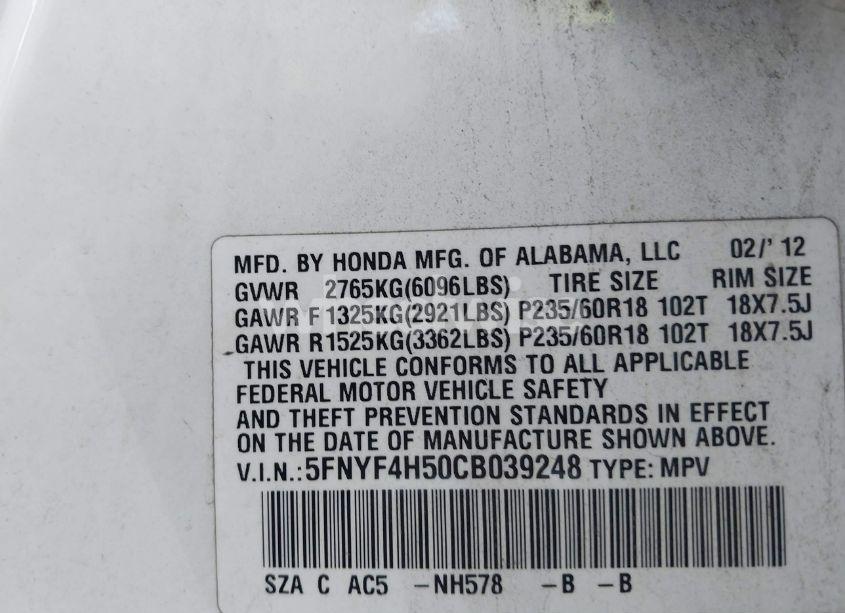 MFD. BY HONDA MFG. OF ALABAMA, LLC 02/' 12
GVWR 2765KG(6096LBS) TIRE SIZE RIM SIZE
GAWR F1325KG(2921LBS) P235/60R18 102T 18X7.5J
GAWR R1525KG(3362LBS) P235/60R18 102T 18X7.5J
THIS VEHICLE CONFORMS TO ALL APPLICABLE
FEDERAL MOTOR VEHICLE SAFETY
AND THEFT PREVENTION STANDARDS IN EFFECT
ON THE DATE OF MANUFACTURE SHOWN ABOVE.
V.I.N.:5FNYF4H50CB039248 TYPE: MPV
SZA C AC5 -NH578 -B -B